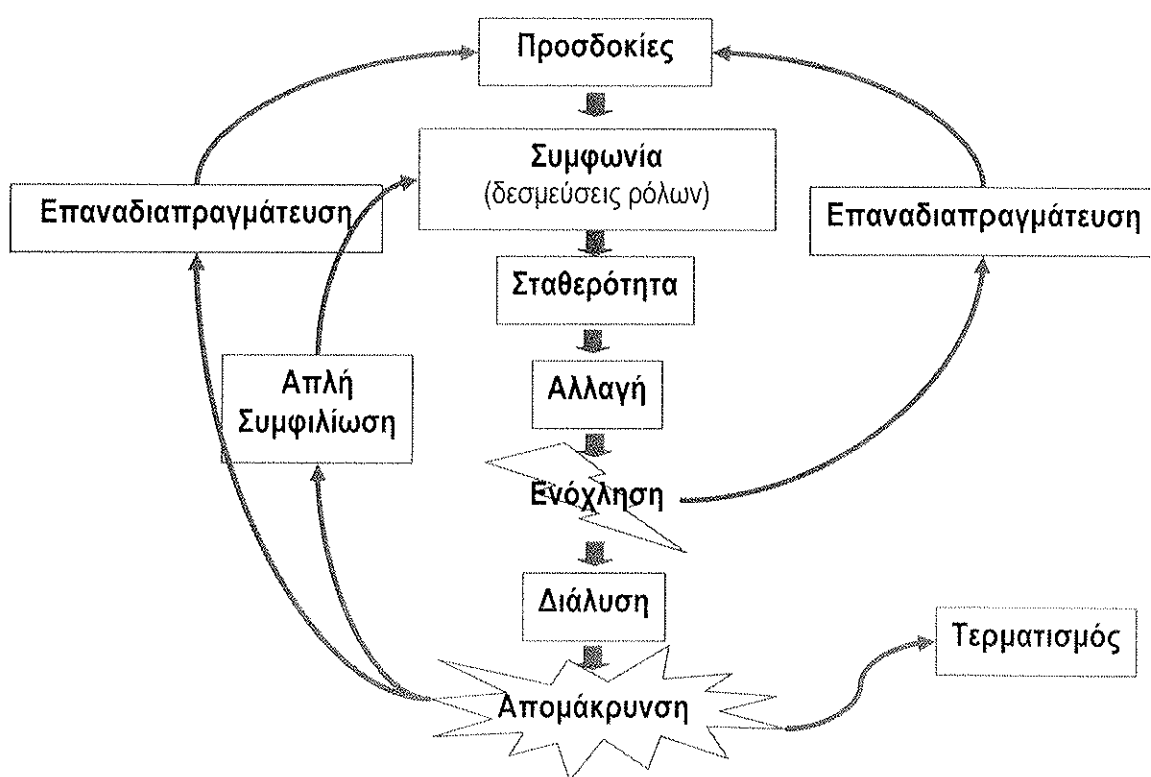 Προσδοκίες
Συμφωνία
(δεσμεύσεις ρόλων)
Επαναδιαπραγμάτευση
Επαναδιαπραγμάτευση
Σταθερότητα
Απλή
Συμφιλίωση
Αλλαγή
Ενόχληση
Διάλυση
Τερματισμός
Απομάκρυνση